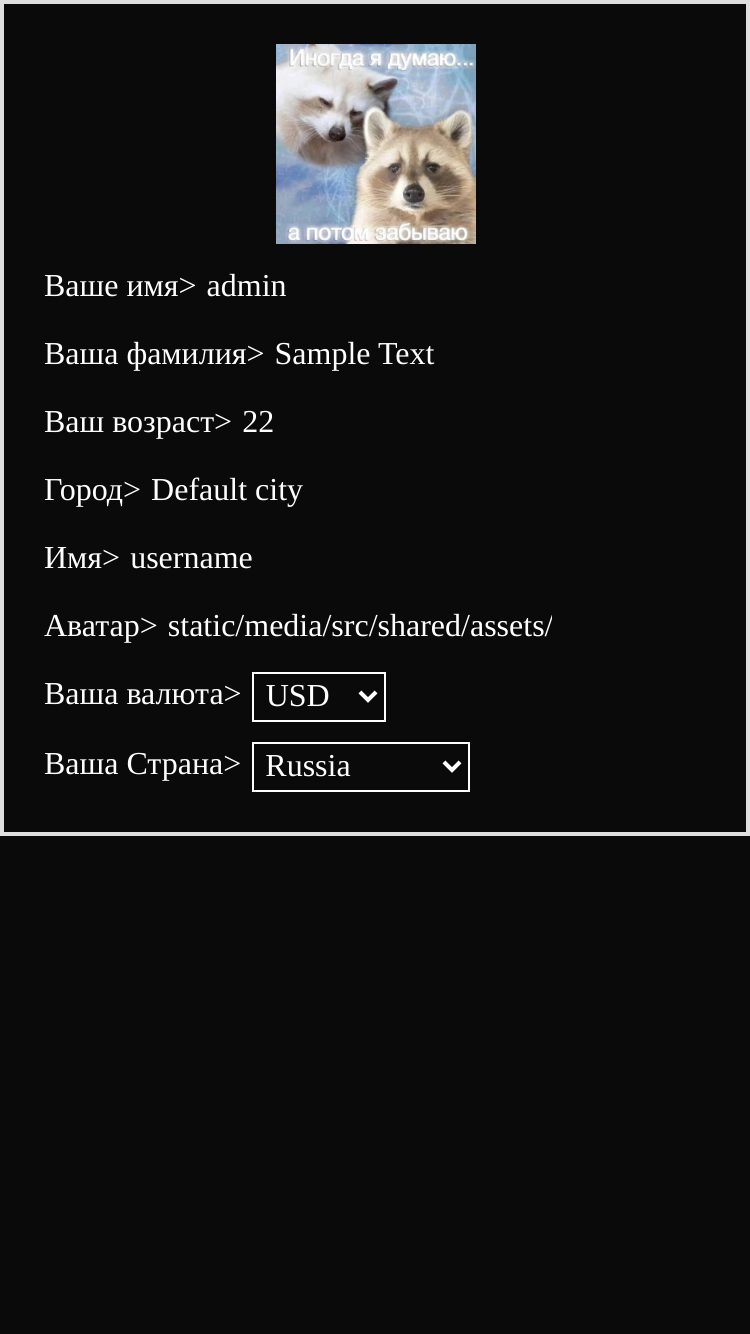 Иногда я думаю...
а потом забываю
Ваше имя> admin
Ваша фамилия> Sample Text
Ваш возраст> 22
Город> Default city
Имя> username
Аватар> static/media/src/shared/assets/
Ваша валюта> USD
Ваша Страна> Russia